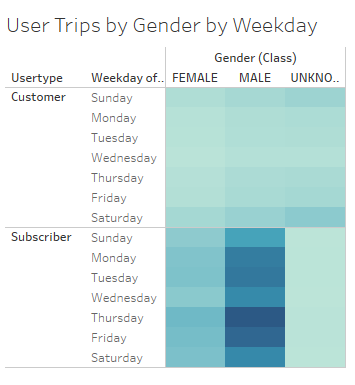 User Trips by Gender by Weekday
Gender (Class)
Usertype Weekday of.. FEMALE MALE UNKNO..
Customer Sunday
Monday
Tuesday
Wednesday
Thursday
Friday
Saturday
Subscriber Sunday
Monday
Tuesday
Wednesday
Thursday
Friday
Saturday